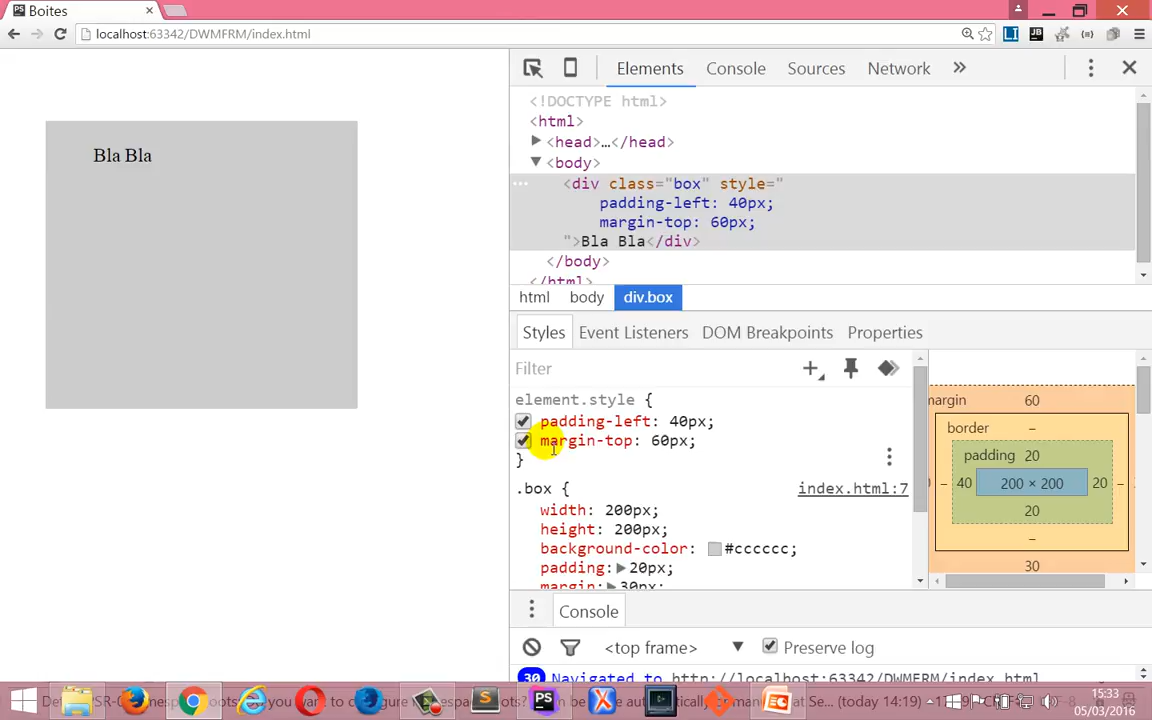 Boites
localhost:63342/DWMFRM/index.html
Elements Console Sources Network
<!DOCTYPE html>
<html>
<head>…</head>
<body>
<div class="box" style="
padding-left: 40px;
margin-top: 60px;
">Bla Bla</div>
</body>
</html>
Bla Bla
html body div.box
Styles Event Listeners DOM Breakpoints Properties
Filter
element.style {
padding-left: 40px;
margin-top: 60px;
}
.box { index.html:7
width: 200px;
height: 200px;
background-color: #cccccc;
padding: 20px;
margin: 30px;
margin 60
border –
padding 20
– 40 200 × 200 20 –
20
–
30
Console
<top frame> Preserve log
30 Navigated to http://localhost:63342/DWMFRM/index.html
15:33
05/03/2016